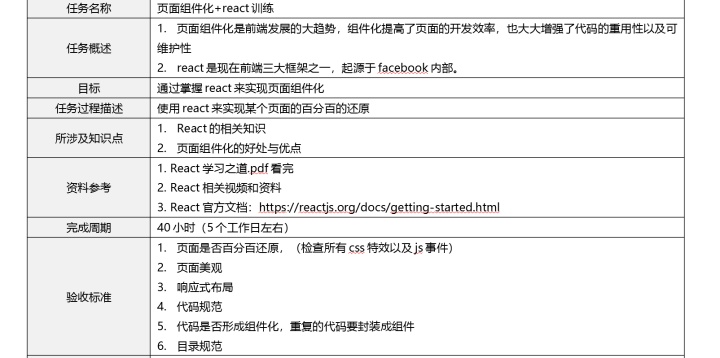 任务名称 页面组件化+react 训练
任务概述
1. 页面组件化是前端发展的大趋势，组件化提高了页面的开发效率，也大大增强了代码的重用性以及可
维护性
2. react 是现在前端三大框架之一，起源于 facebook 内部。
目标 通过掌握 react 来实现页面组件化
任务过程描述 使用 react 来实现某个页面的百分百的还原
所涉及知识点
1. React 的相关知识
2. 页面组件化的好处与优点
资料参考
1. React 学习之道.pdf 看完
2. React 相关视频和资料
3. React 官方文档：https://reactjs.org/docs/getting-started.html
完成周期 40 小时（5 个工作日左右）
验收标准
1. 页面是否百分百还原，（检查所有 css 特效以及 js 事件）
2. 页面美观
3. 响应式布局
4. 代码规范
5. 代码是否形成组件化，重复的代码要封装成组件
6. 目录规范